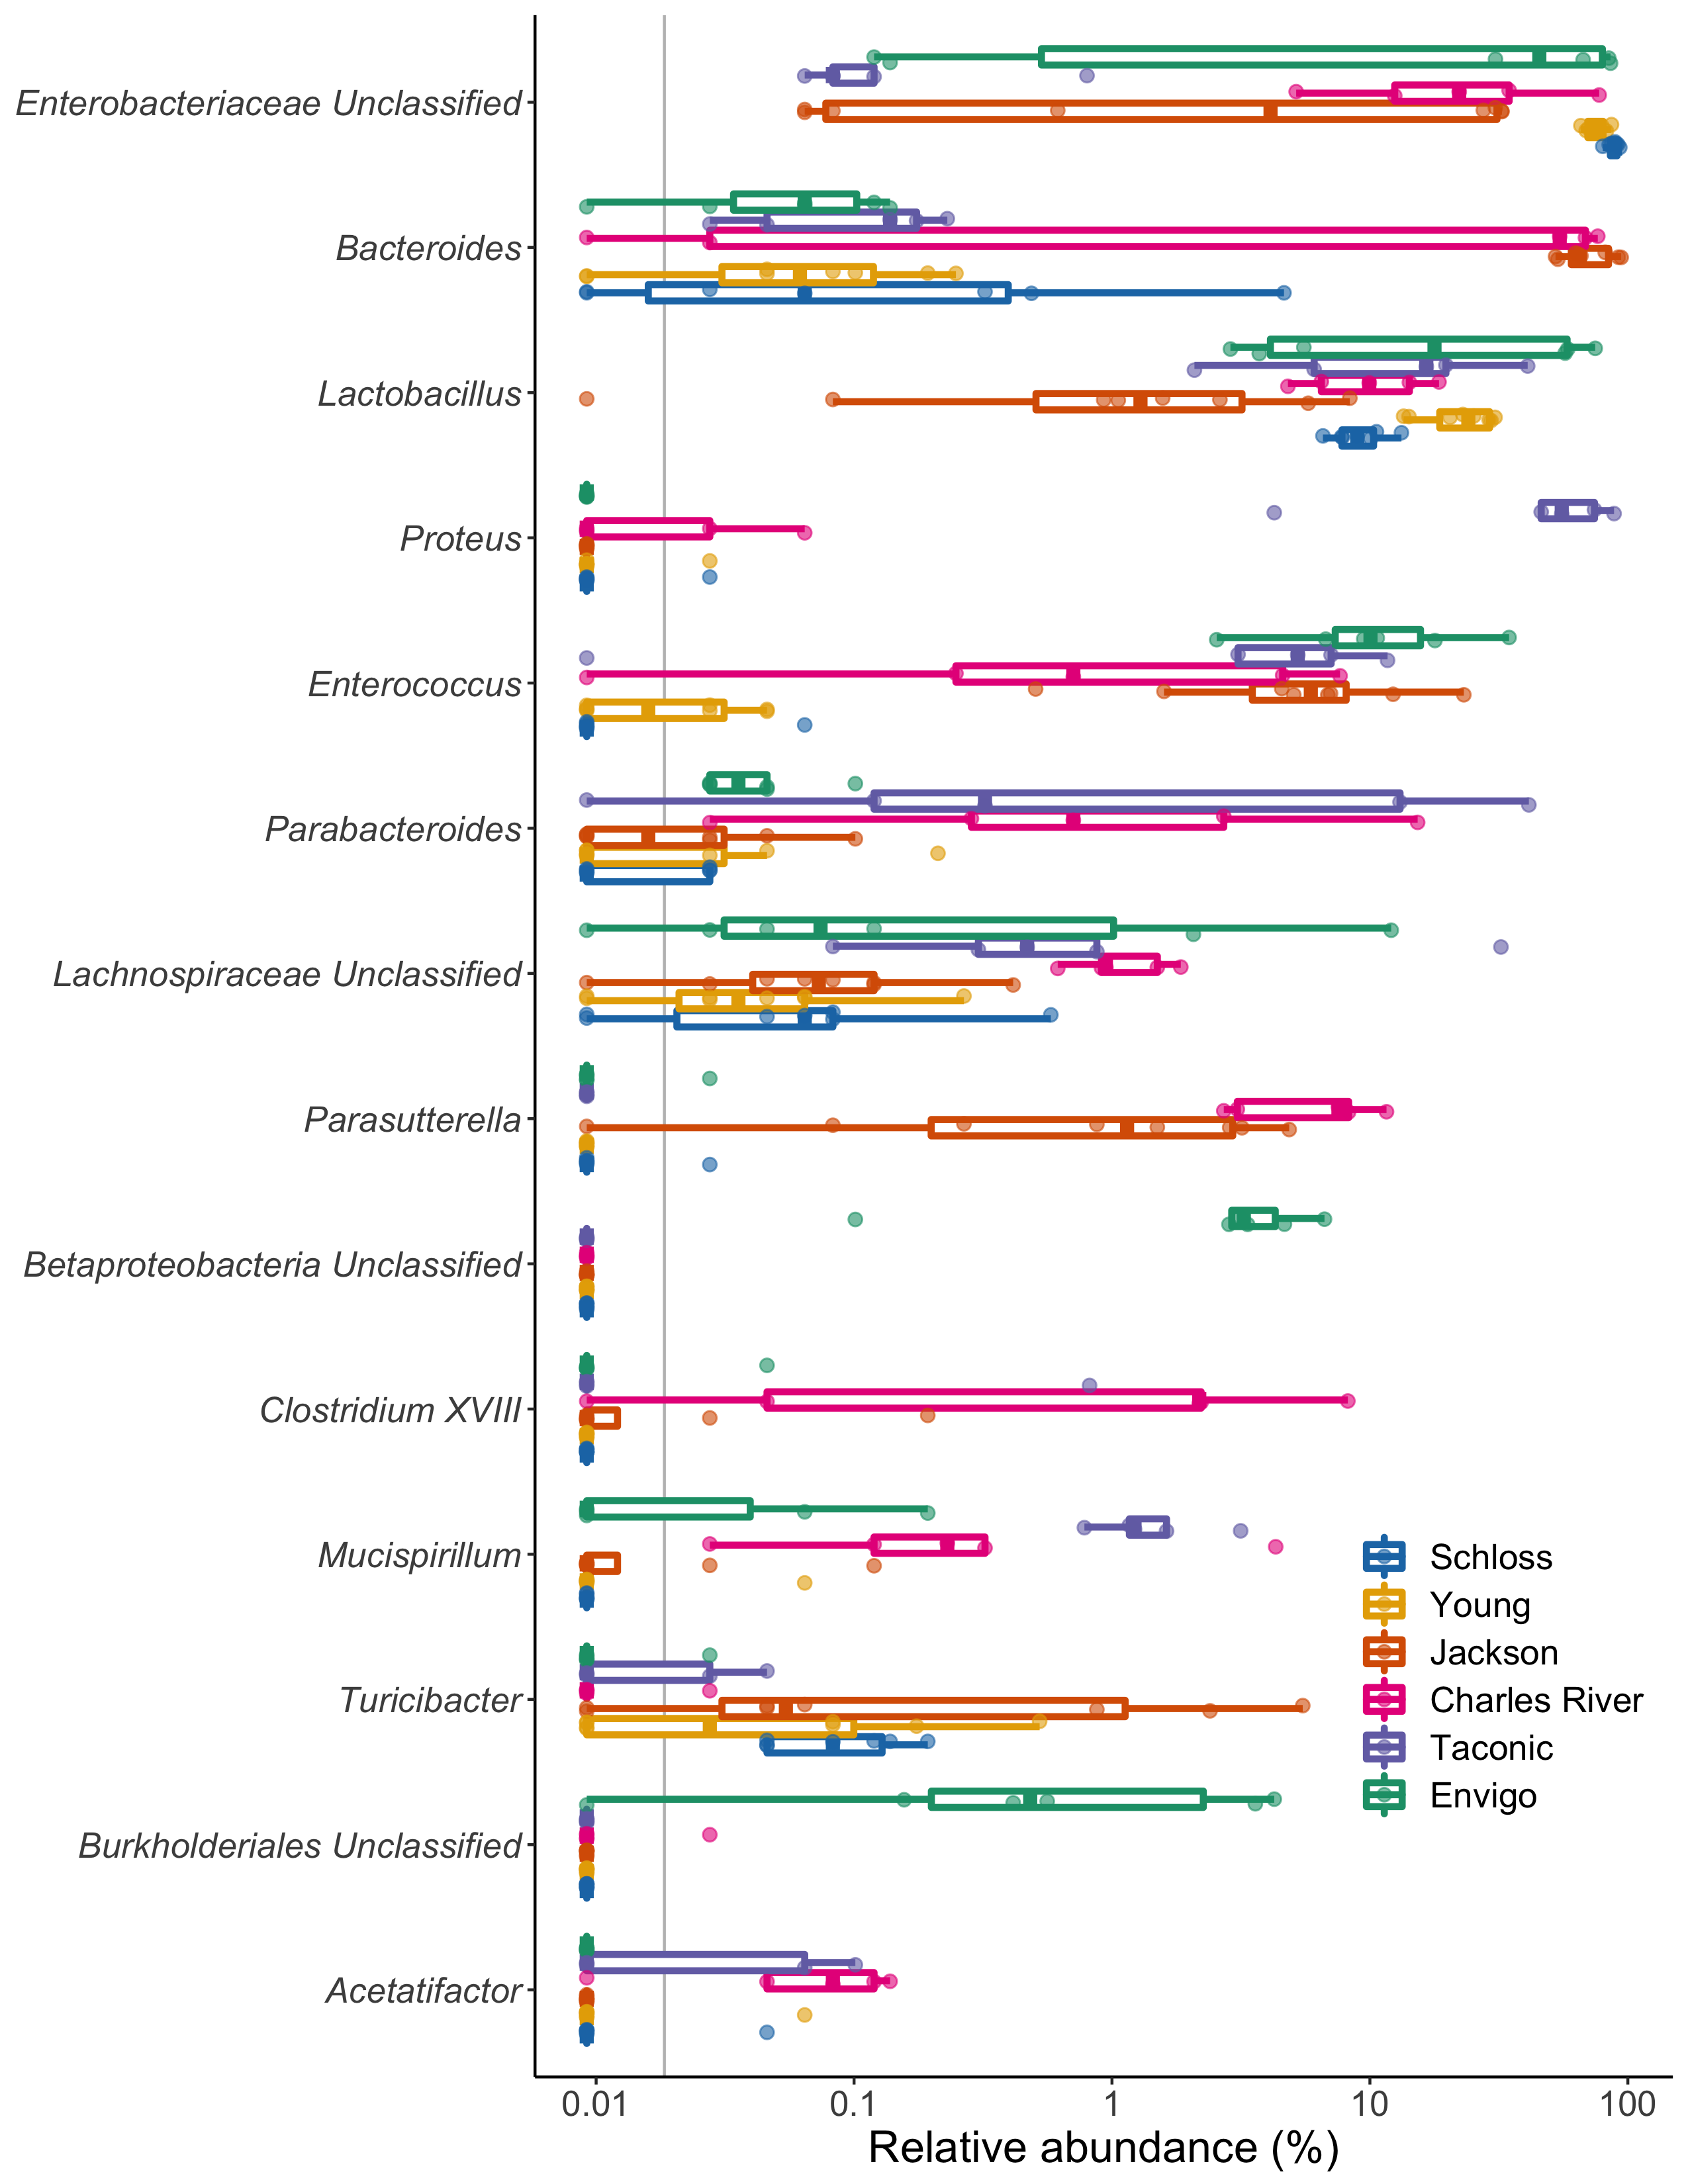 Enterobacteriaceae Unclassified
Bacteroides
Lactobacillus
Proteus
Enterococcus
Parabacteroides
Lachnospiraceae Unclassified
Parasutterella
Betaproteobacteria Unclassified
Clostridium XVIII
Mucispirillum
Turicibacter
Burkholderiales Unclassified
Acetatifactor
Schloss
Young
Jackson
Charles River
Taconic
Envigo
0.01 0.1 1 10 100
Relative abundance (%)